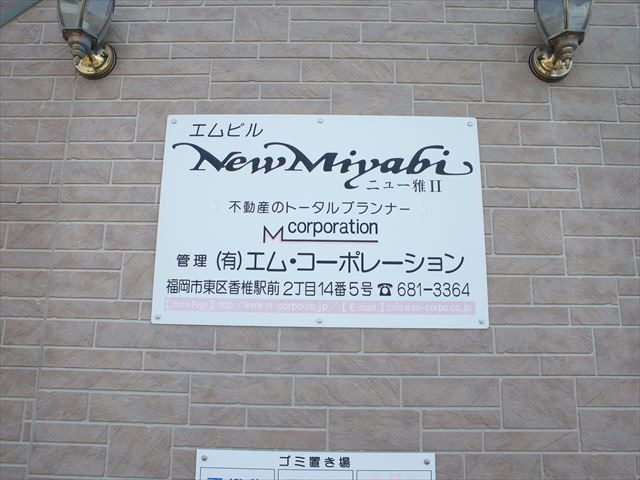 エムビル
New Miyabi
ニュー雅II
不動産のトータルプランナー
M corporation
管理 (有)エム・コーポレーション
福岡市東区香椎駅前2丁目14番5号 ☎ 681-3364
[Home Page] http://www.m-corpo.co.jp/ [E-mail] info@m-corpo.co.jp
ゴミ置き場